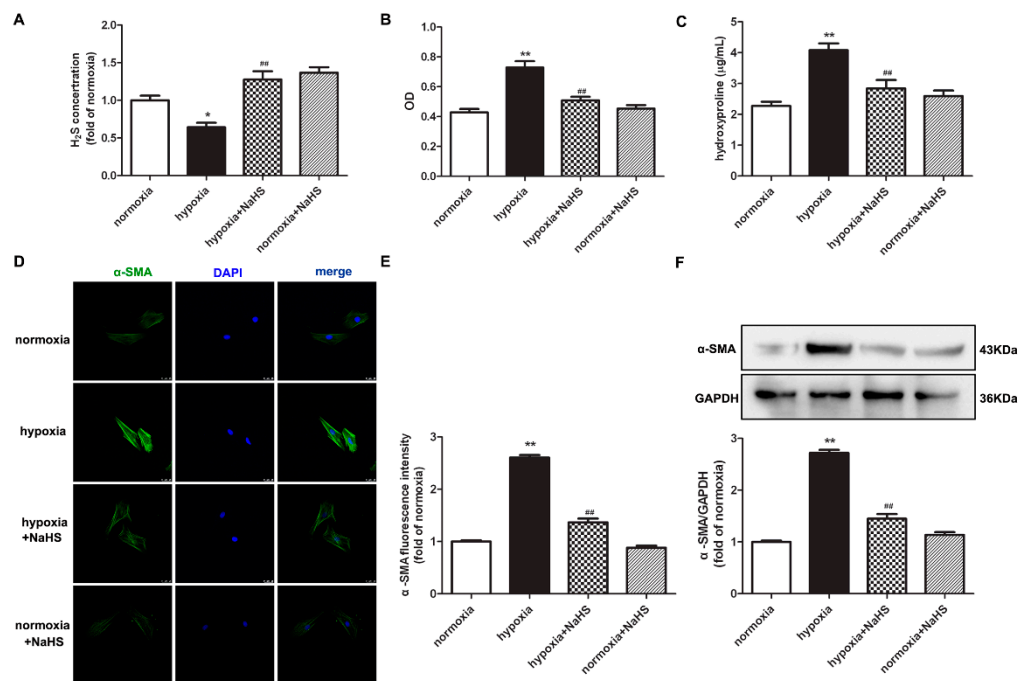 A
H₂S concertration
(fold of normoxia)
2.0
1.5
1.0
0.5
0.0
*
##
normoxia
hypoxia
hypoxia+NaHS
normoxia+NaHS
B
OD
1.0
0.8
0.6
0.4
0.2
0.0
**
##
normoxia
hypoxia
hypoxia+NaHS
normoxia+NaHS
C
hydroxyproline (μg/mL)
5
4
3
2
1
0
**
##
normoxia
hypoxia
hypoxia+NaHS
normoxia+NaHS
D
α-SMA DAPI merge
normoxia
hypoxia
hypoxia
+NaHS
normoxia
+NaHS
E
α -SMA fluorescence intensity
(fold of normoxia)
3
2
1
0
**
##
normoxia
hypoxia
hypoxia+NaHS
normoxia+NaHS
F
α-SMA 43KDa
GAPDH 36KDa
α -SMA/GAPDH
(fold of normoxia)
3
2
1
0
**
##
normoxia
hypoxia
hypoxia+NaHS
normoxia+NaHS